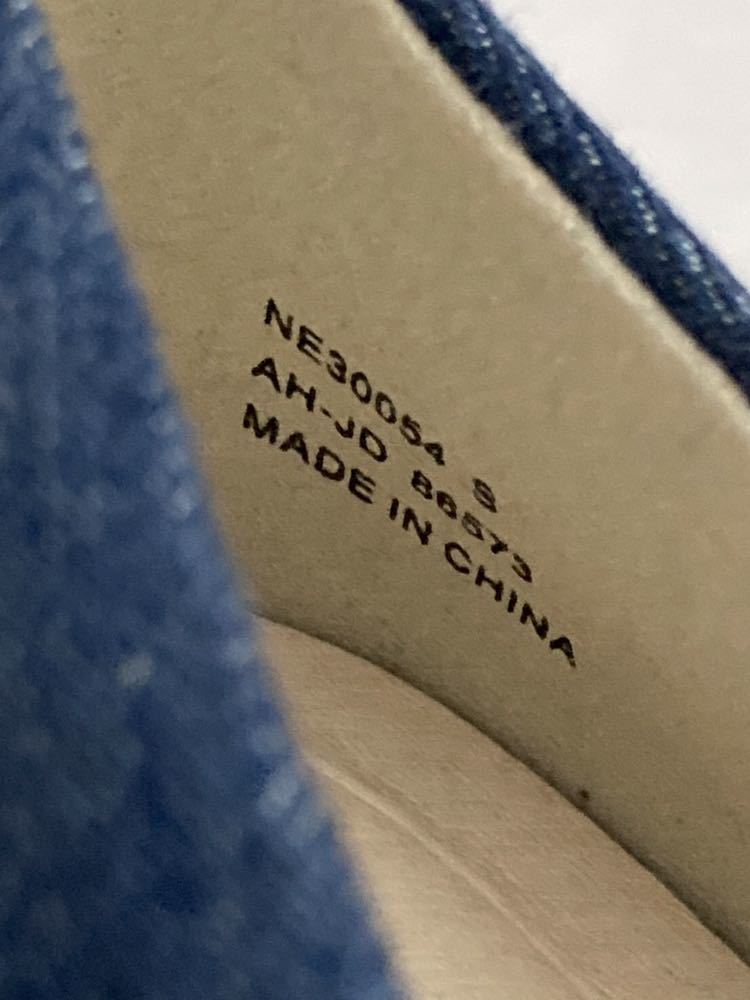 NE30054 S
AH-JD 86573
MADE IN CHINA